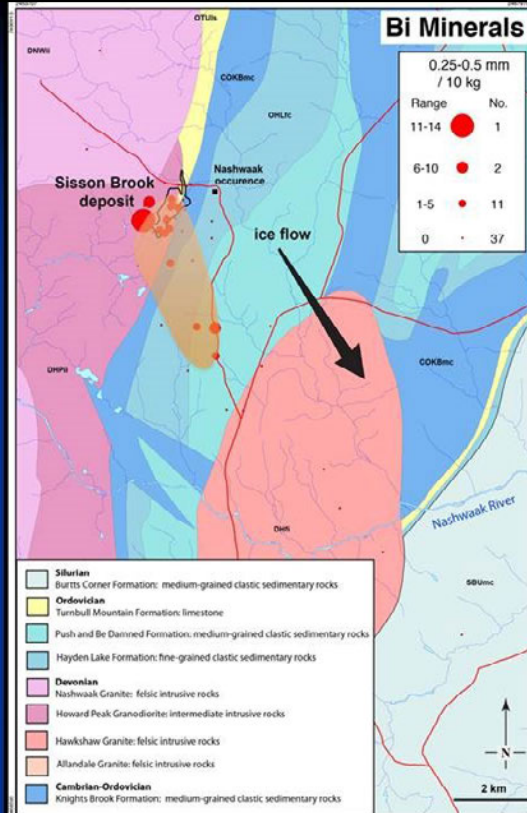 Bi Minerals
0.25-0.5 mm
/ 10 kg
Range No.
11-14 1
6-10 2
1-5 11
0 37
OTUls
DNWfi
COKBmc
OHLfc
Sisson Brook
deposit
Nashwaak
occurence
ice flow
DHPii
COKBmc
Nashwaak River
DHfi
SBUmc
Silurian
Burtts Corner Formation: medium-grained clastic sedimentary rocks
Ordovician
Turnbull Mountain Formation: limestone
Push and Be Damned Formation: medium-grained clastic sedimentary rocks
Hayden Lake Formation: fine-grained clastic sedimentary rocks
Devonian
Nashwaak Granite: felsic intrusive rocks
Howard Peak Granodiorite: intermediate intrusive rocks
Hawkshaw Granite: felsic intrusive rocks
Allandale Granite: felsic intrusive rocks
Cambrian-Ordovician
Knights Brook Formation: medium-grained clastic sedimentary rocks
N
2 km